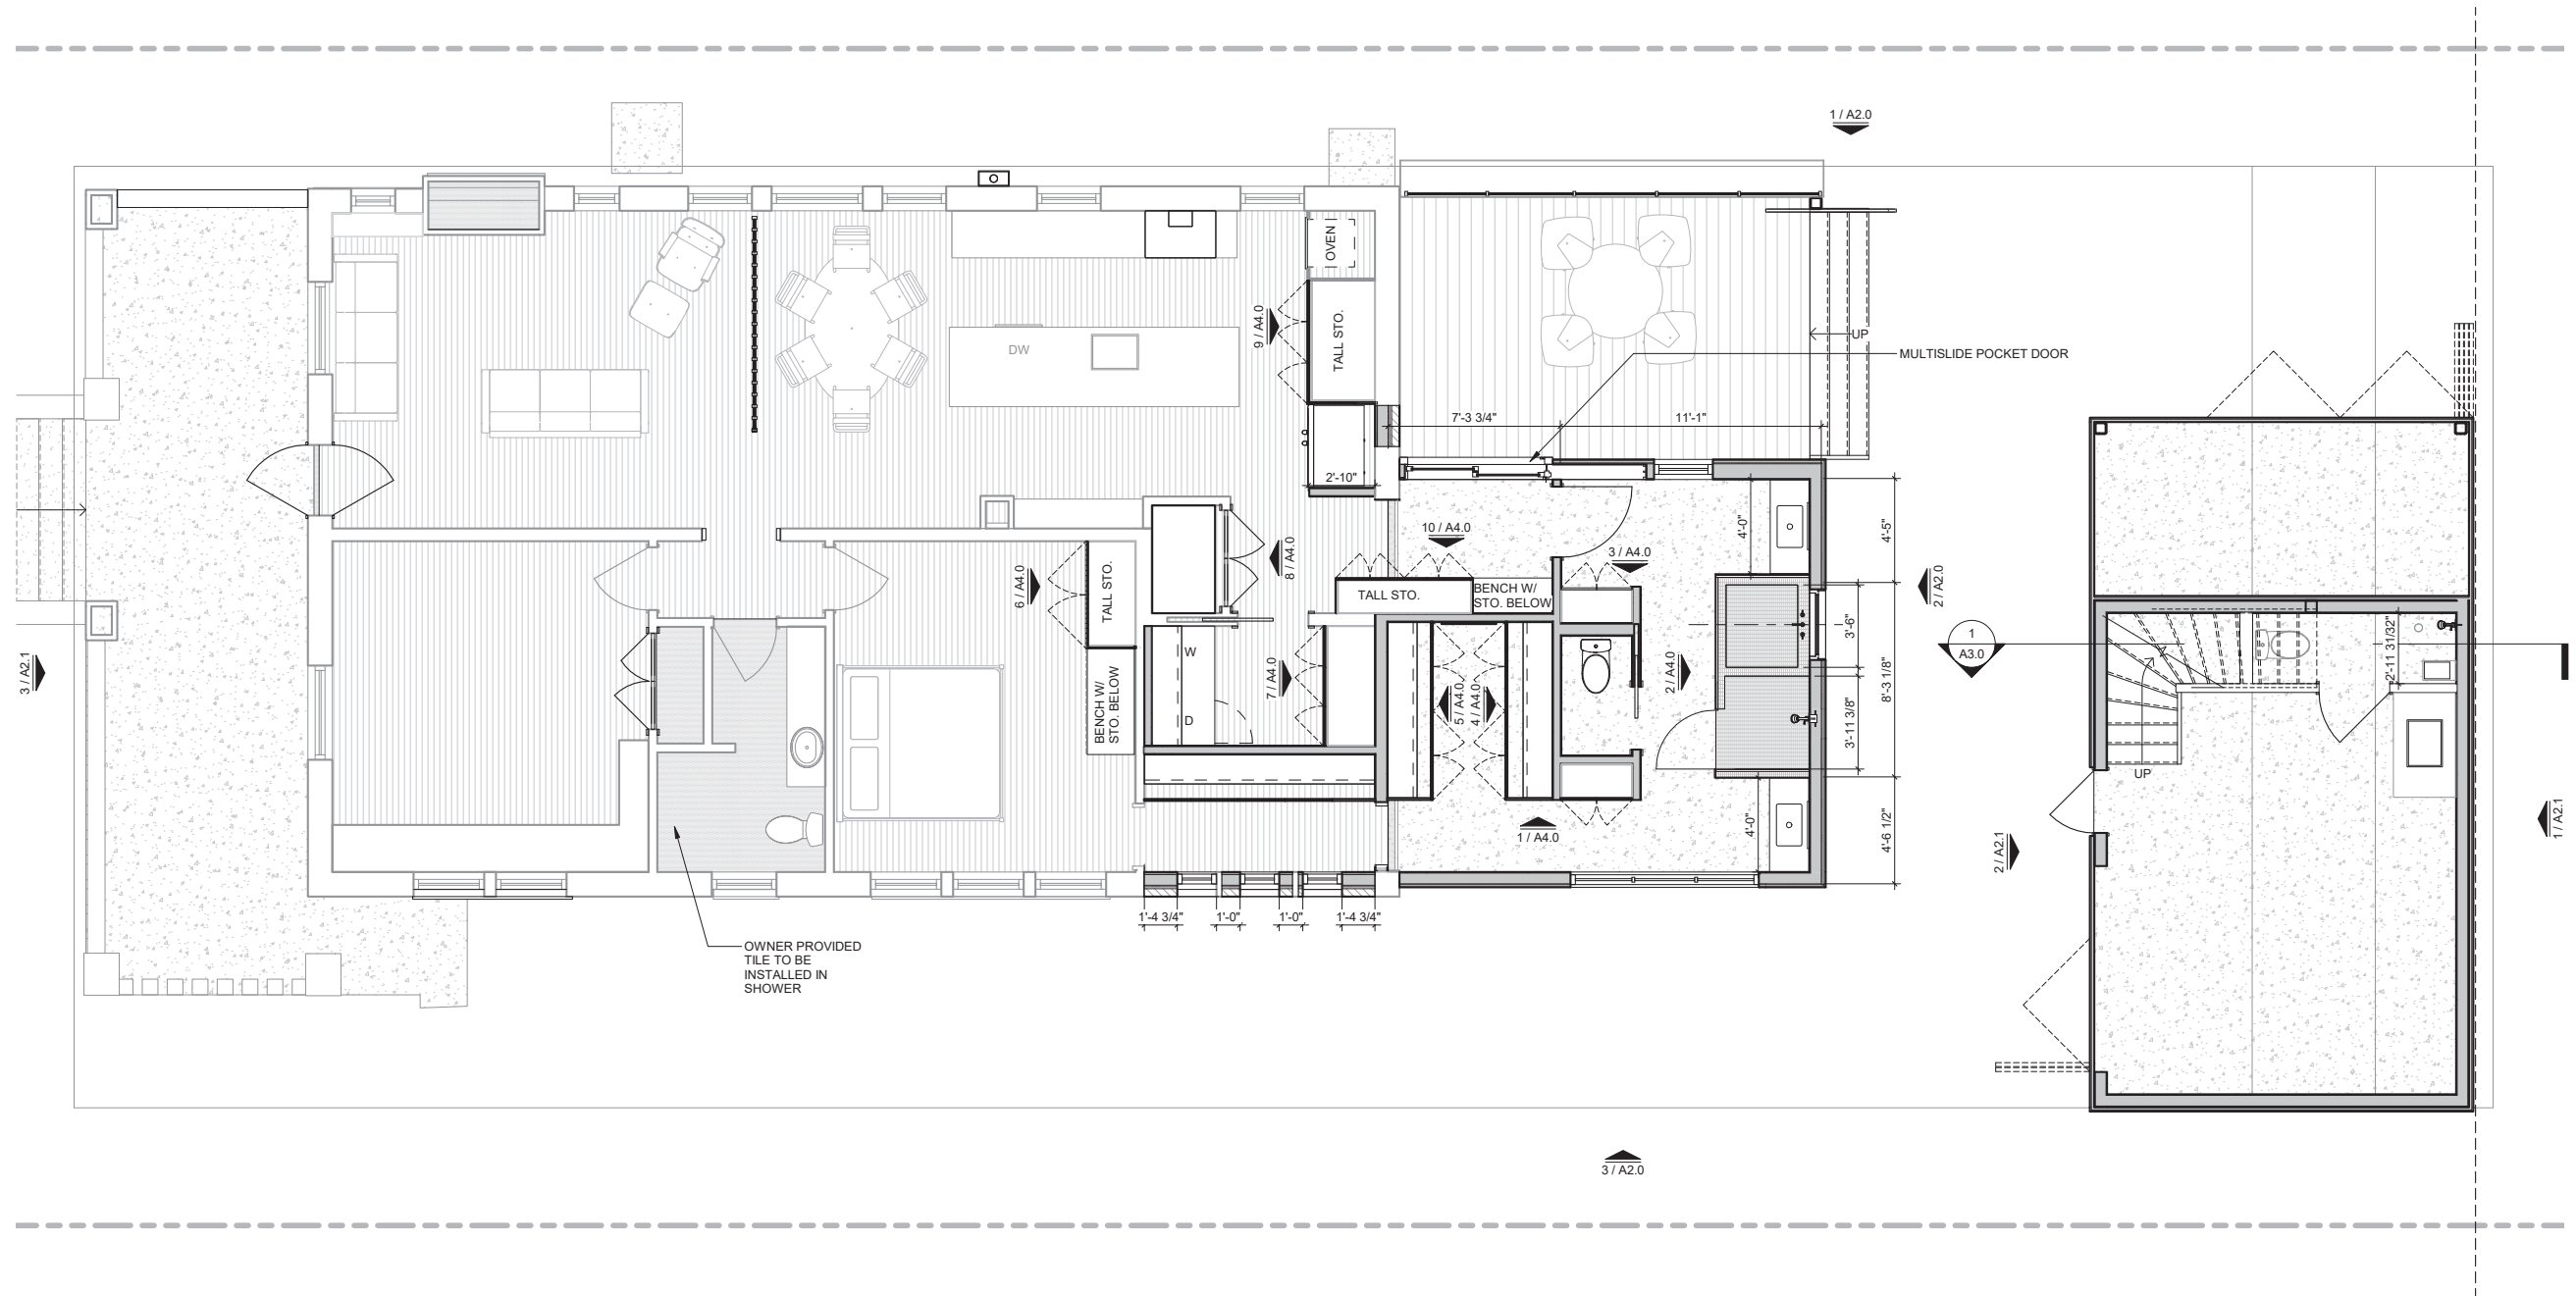 1 / A2.0
OVEN
9 / A4.0
TALL STO.
DW
UP
MULTISLIDE POCKET DOOR
7'-3 3/4"
11'-1"
2'-10"
10 / A4.0
3 / A4.0
4'-0"
4'-5"
8 / A4.0
6 / A4.0
TALL STO.
TALL STO.
BENCH W/
STO. BELOW
2 / A2.0
3'-6"
1
A3.0
2'-11 31/32"
3 / A2.1
W
D
7 / A4.0
BENCH W/
STO. BELOW
5 / A4.0
4 / A4.0
2 / A4.0
3'-11 3/8"
8'-3 1/8"
UP
1 / A4.0
4'-0"
4'-6 1/2"
2 / A2.1
1 / A2.1
1'-4 3/4"
1'-0"
1'-0"
1'-4 3/4"
OWNER PROVIDED
TILE TO BE
INSTALLED IN
SHOWER
3 / A2.0